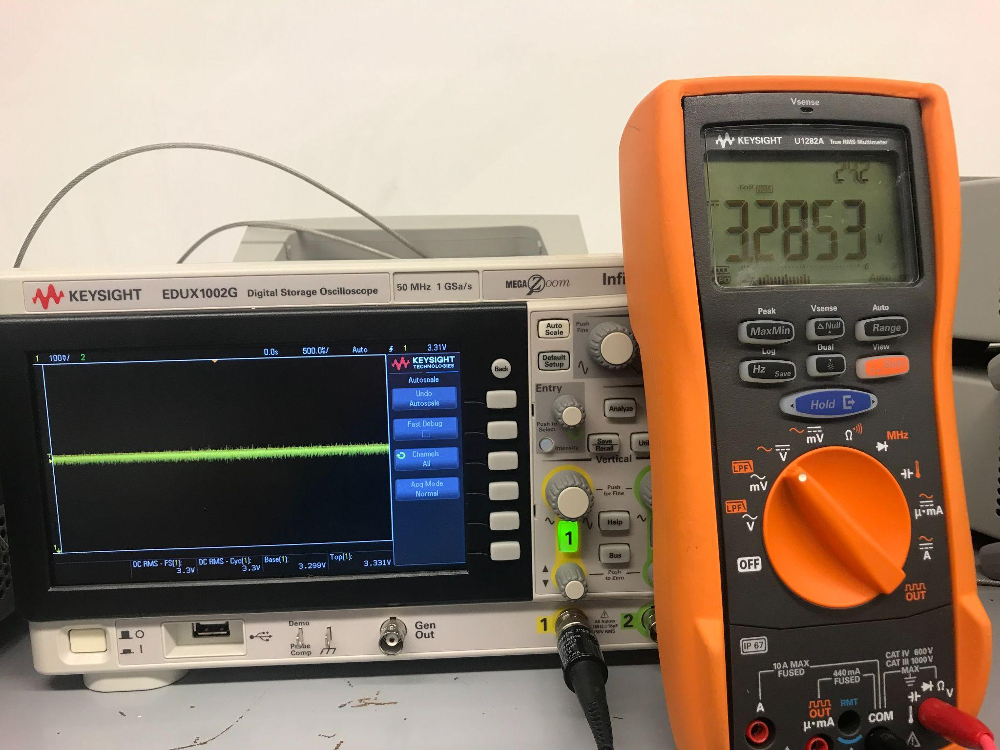 KEYSIGHT EDUX1002G Digital Storage Oscilloscope
50 MHz 1 GSa/s
MEGA Zoom
Infi
1 100mV/ 2 0.0s 500.0µs/ Auto 1 3.31V
KEYSIGHT
TECHNOLOGIES
Autoscale
Undo
Autoscale
Fast Debug
Channels
All
Acq Mode
Normal
T
1
DC RMS - FS(1):
3.3V
DC RMS - Cyc(1):
3.3V
Base(1):
3.299V
Top(1):
3.331V
Back
Auto
Scale
Default
Setup
Push
Fine
Entry
Push to
Select
Intensity
Analyze
Save
Recall
Util
Vertical
Push
for Fine
Help
1
Bus
Push
to Zero
1
All Inputs
1MΩ = 16pF
150V RMS
2
Demo
Probe
Comp
Gen
Out
CHINA
Vsense
KEYSIGHT U1282A True RMS Multimeter
Trig Hold
3.2853
V
6
Auto
Peak
MaxMin
Vsense
ΔNull
Auto
Range
Log
Hz Save
Dual
View
Esc Shift
Hold
mV
Ω
MHz
V
LPF
mV
LPF
V
OFF
µ·mA
A
OUT
IP 67
10 A MAX
FUSED
440 mA
FUSED
CAT IV 600 V
CAT III 1000 V
MAX
A
OUT
µ·mA
RMT
COM
Ω
V